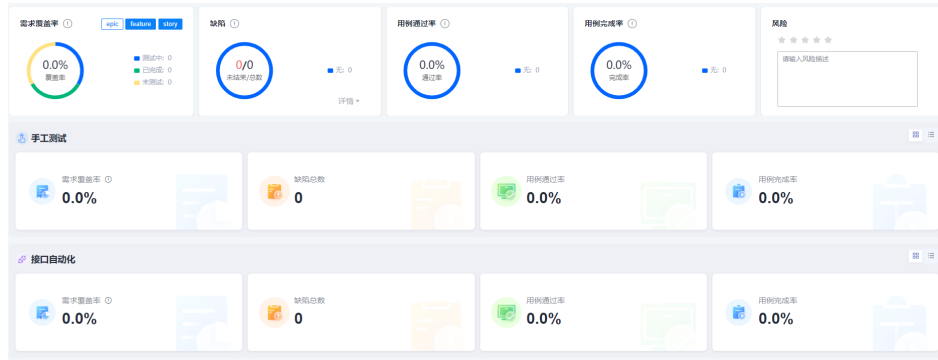 需求覆盖率
epic feature story
0.0%
覆盖率
测试中: 0
已完成: 0
未测试: 0
缺陷
0/0
未结束/总数
无: 0
详情
用例通过率
0.0%
通过率
无: 0
用例完成率
0.0%
完成率
无: 0
风险
请输入风险描述
手工测试
需求覆盖率
0.0%
缺陷总数
0
用例通过率
0.0%
用例完成率
0.0%
接口自动化
需求覆盖率
0.0%
缺陷总数
0
用例通过率
0.0%
用例完成率
0.0%